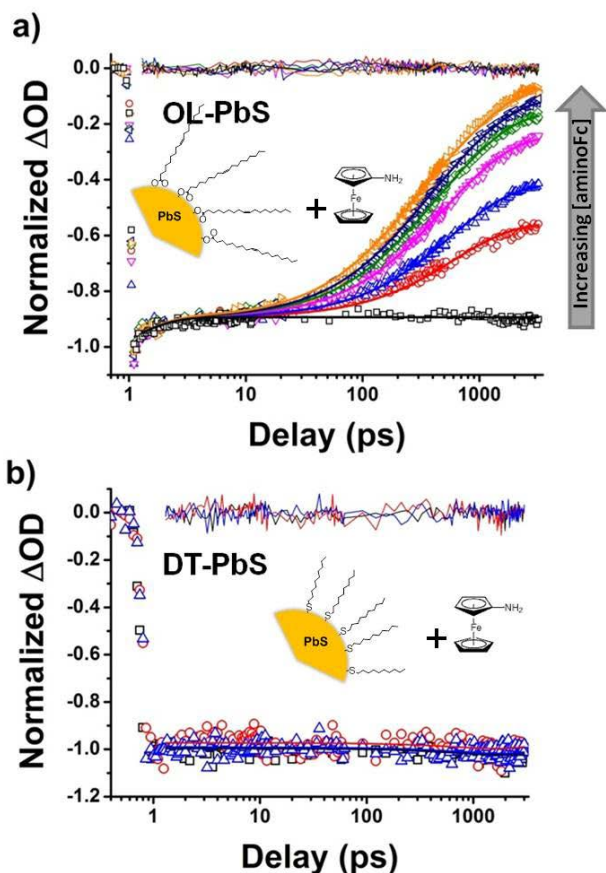 a)
0.0
-0.2
-0.4
-0.6
-0.8
-1.0
Normalized ΔOD
OL-PbS
PbS
+
NH₂
Fe
Increasing [aminoFc]
1 10 100 1000
Delay (ps)
b)
0.0
-0.2
-0.4
-0.6
-0.8
-1.0
-1.2
Normalized ΔOD
DT-PbS
PbS
S
S
S
S
S
+
NH₂
Fe
1 10 100 1000
Delay (ps)